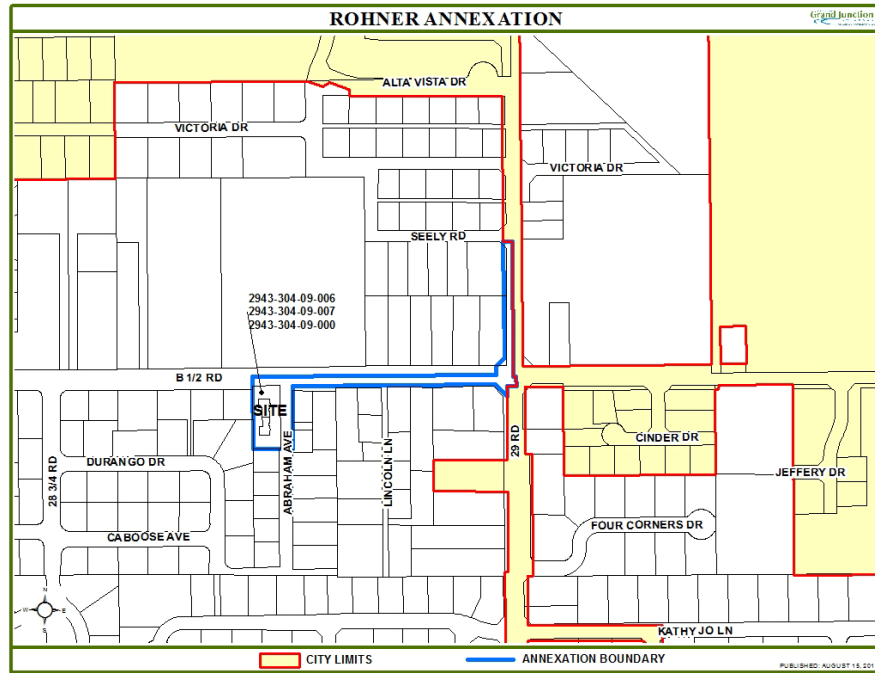 ROHNER ANNEXATION
Grand Junction
ALTA VISTA DR
VICTORIA DR
VICTORIA DR
SEELY RD
2943-304-09-006
2943-304-09-007
2943-304-09-000
B 1/2 RD
SITE
ABRAHAM AVE
LINCOLN LN
29 RD
28 3/4 RD
DURANGO DR
CINDER DR
JEFFERY DR
FOUR CORNERS DR
CABOOSE AVE
N
W E
S
KATHY JO LN
CITY LIMITS
ANNEXATION BOUNDARY
PUBLISHED: AUGUST 15, 201